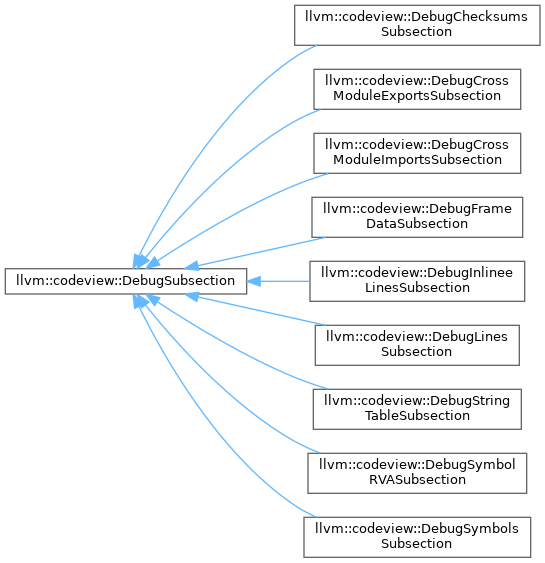 llvm::codeview::DebugChecksums
Subsection
llvm::codeview::DebugCross
ModuleExportsSubsection
llvm::codeview::DebugCross
ModuleImportsSubsection
llvm::codeview::DebugFrame
DataSubsection
llvm::codeview::DebugSubsection
llvm::codeview::DebugInlinee
LinesSubsection
llvm::codeview::DebugLines
Subsection
llvm::codeview::DebugString
TableSubsection
llvm::codeview::DebugSymbol
RVASubsection
llvm::codeview::DebugSymbols
Subsection